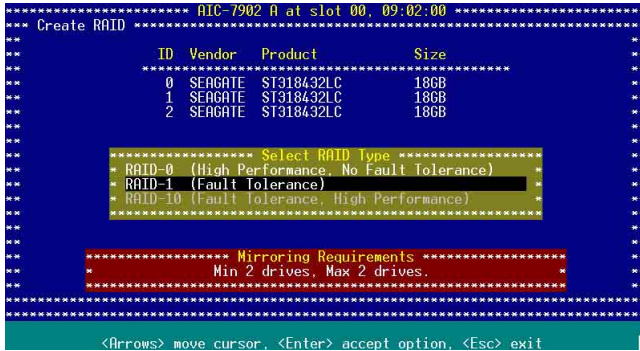 AIC-7902 A at slot 00, 09:02:00
Create RAID
ID Vendor Product Size
0 SEAGATE ST318432LC 18GB
1 SEAGATE ST318432LC 18GB
2 SEAGATE ST318432LC 18GB
Select RAID Type
RAID-0 (High Performance, No Fault Tolerance)
RAID-1 (Fault Tolerance)
RAID-10 (Fault Tolerance, High Performance)
Mirroring Requirements
Min 2 drives, Max 2 drives.
<Arrows> move cursor, <Enter> accept option, <Esc> exit